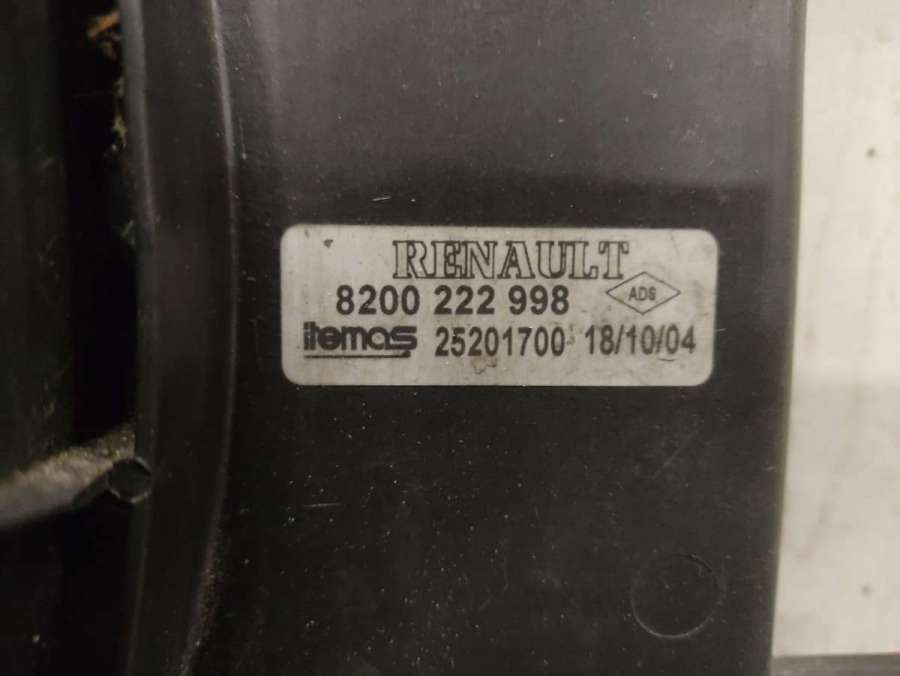 RENAULT
8200 222 998 ADS
itemas 25201700 18/10/04